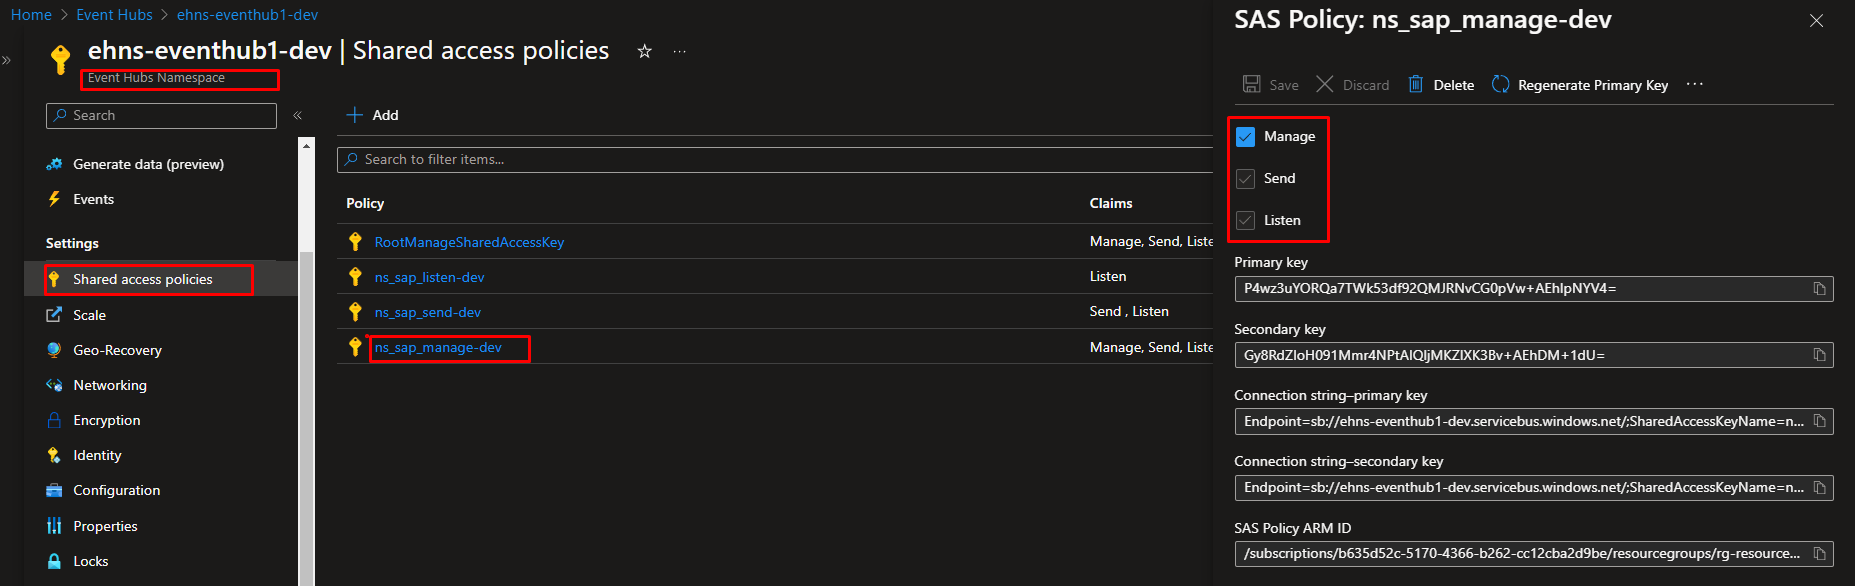 Home > Event Hubs > ehns-eventhub1-dev
ehns-eventhub1-dev | Shared access policies
Event Hubs Namespace
Search
Generate data (preview)
Events
Settings
Shared access policies
Scale
Geo-Recovery
Networking
Encryption
Identity
Configuration
Properties
Locks
Add
Search to filter items...
Policy Claims
RootManageSharedAccessKey Manage, Send, Liste
ns_sap_listen-dev Listen
ns_sap_send-dev Send , Listen
ns_sap_manage-dev Manage, Send, Liste
SAS Policy: ns_sap_manage-dev
Save Discard Delete Regenerate Primary Key ...
Manage
Send
Listen
Primary key
P4wz3uYORQa7TWk53df92QMJRNvCG0pVw+AEhIpNYV4=
Secondary key
Gy8RdZIoH091Mmr4NPtAIQIjMKZIXK3Bv+AEhDM+1dU=
Connection string–primary key
Endpoint=sb://ehns-eventhub1-dev.servicebus.windows.net/;SharedAccessKeyName=n...
Connection string–secondary key
Endpoint=sb://ehns-eventhub1-dev.servicebus.windows.net/;SharedAccessKeyName=n...
SAS Policy ARM ID
/subscriptions/b635d52c-5170-4366-b262-cc12cba2d9be/resourcegroups/rg-resource...